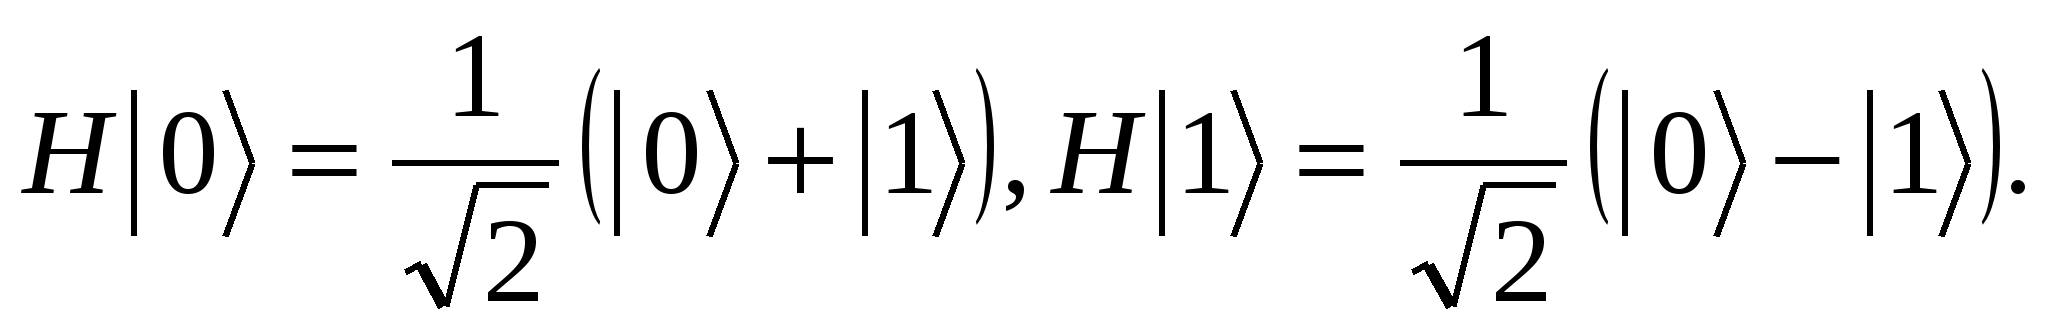 H|0⟩ = 1/√2 (|0⟩ + |1⟩), H|1⟩ = 1/√2 (|0⟩ − |1⟩).